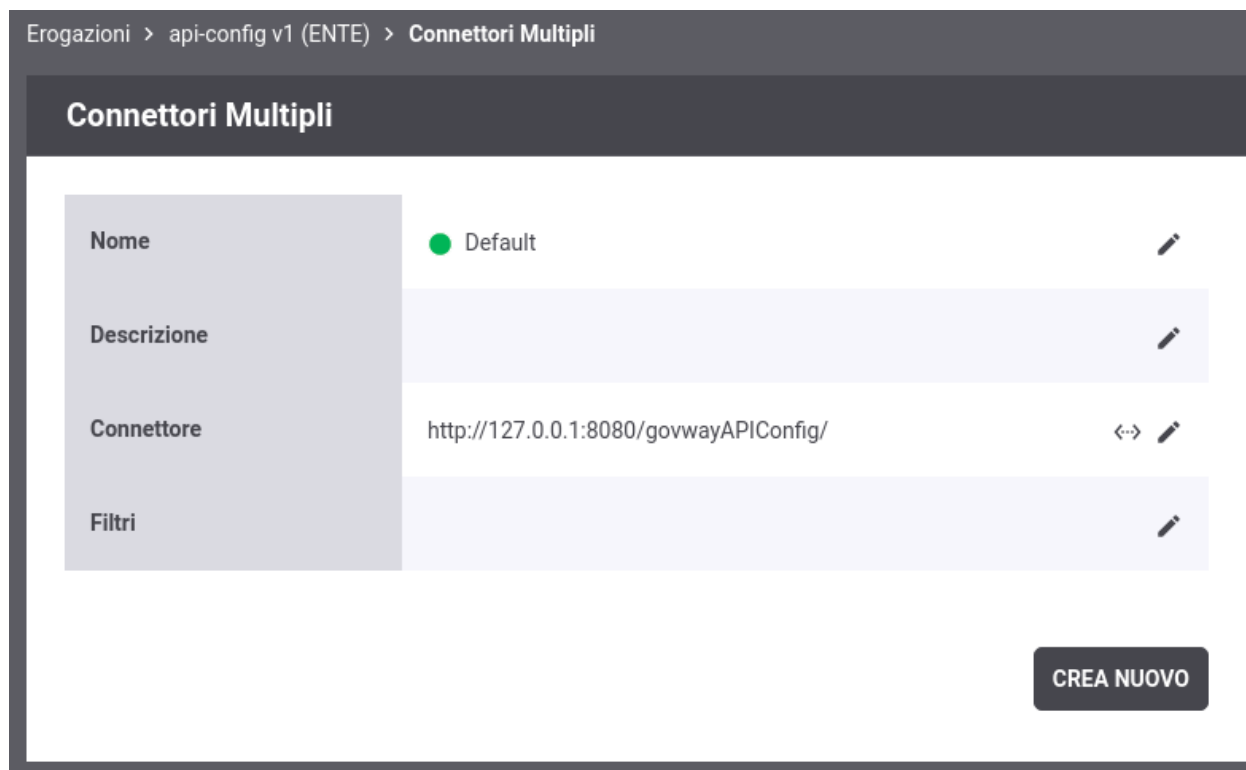 Erogazioni > api-config v1 (ENTE) > Connettori Multipli
Connettori Multipli
Nome Default
Descrizione
Connettore http://127.0.0.1:8080/govwayAPIConfig/
Filtri
CREA NUOVO